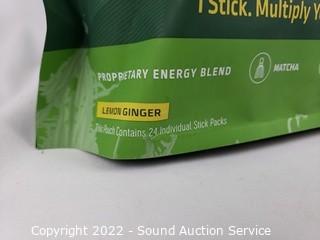 1 Stick. Multiply
PROPRIETARY ENERGY BLEND
MATCHA
LEMON GINGER
This Pouch Contains 24 Individual Stick Packs
Copyright 2022 - Sound Auction Service